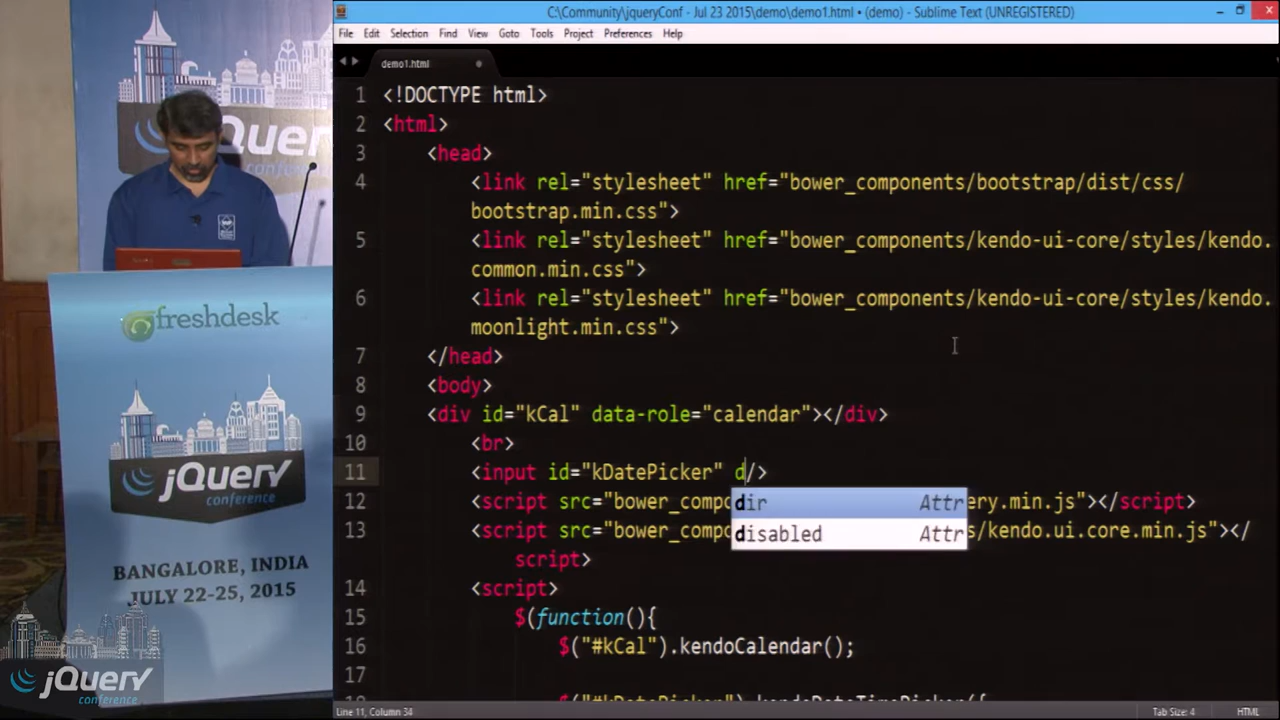 C:\Community\jqueryConf - Jul 23 2015\demo\demo1.html • (demo) - Sublime Text (UNREGISTERED)
File Edit Selection Find View Goto Tools Project Preferences Help
demo1.html
1 <!DOCTYPE html>
2 <html>
3 <head>
4 <link rel="stylesheet" href="bower_components/bootstrap/dist/css/
bootstrap.min.css">
5 <link rel="stylesheet" href="bower_components/kendo-ui-core/styles/kendo.
common.min.css">
6 <link rel="stylesheet" href="bower_components/kendo-ui-core/styles/kendo.
moonlight.min.css">
7 </head>
8 <body>
9 <div id="kCal" data-role="calendar"></div>
10 <br>
11 <input id="kDatePicker" d/>
12 <script src="bower_compo ery.min.js"></script>
13 <script src="bower_compo s/kendo.ui.core.min.js"></
script>
dir Attr
disabled Attr
14 <script>
15 $(function(){
16 $("#kCal").kendoCalendar();
17
18 $("#kDatePicker").kendoDateTimePicker({
Line 11, Column 34
Tab Size: 4
HTML
jQuery
conference
freshdesk
jQuery
conference
BANGALORE, INDIA
JULY 22-25, 2015
jQuery
conference